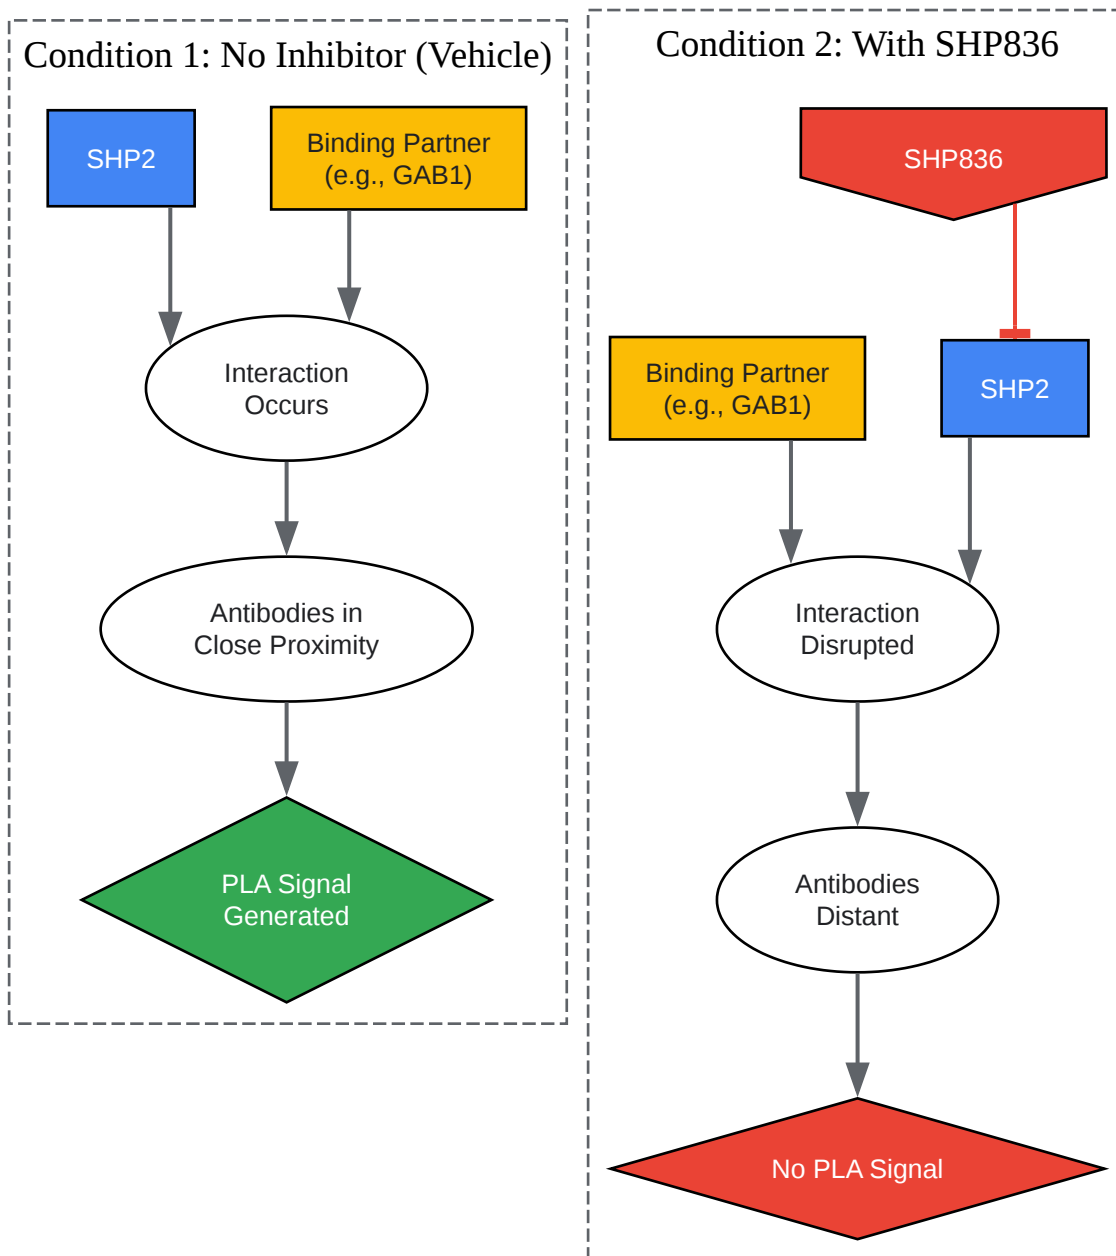 Condition 1: No Inhibitor (Vehicle)
SHP2
Binding Partner
(e.g., GAB1)
Interaction
Occurs
Antibodies in
Close Proximity
PLA Signal
Generated
Condition 2: With SHP836
SHP836
Binding Partner
(e.g., GAB1)
SHP2
Interaction
Disrupted
Antibodies
Distant
No PLA Signal